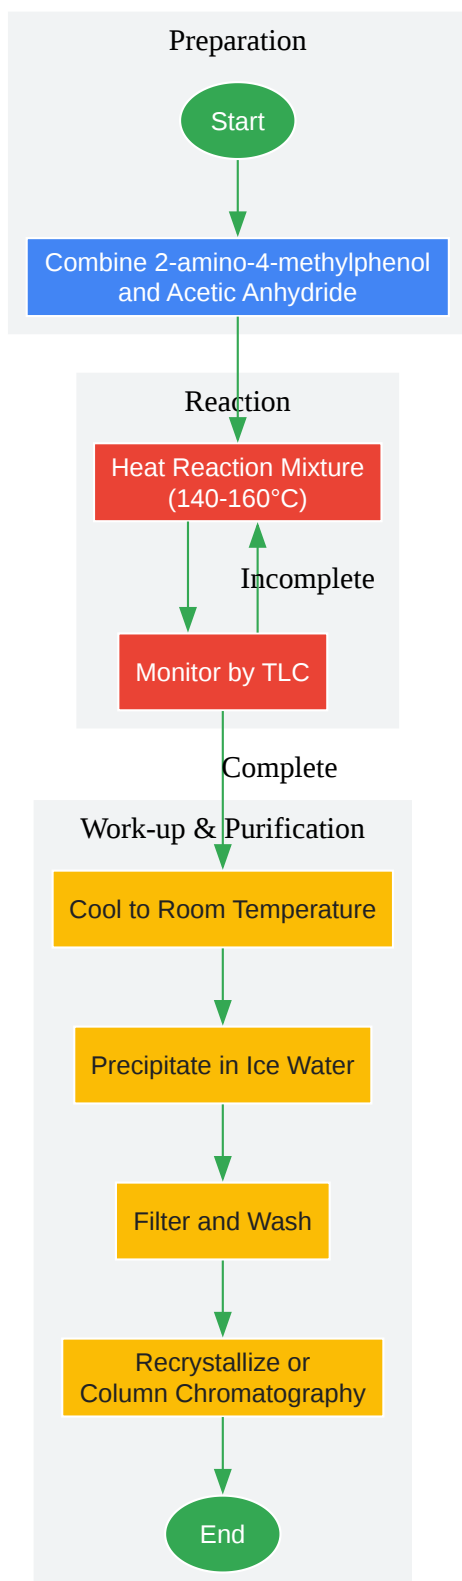 Preparation
Start
Combine 2-amino-4-methylphenol
and Acetic Anhydride
Reaction
Heat Reaction Mixture
(140-160°C)
Incomplete
Monitor by TLC
Complete
Work-up & Purification
Cool to Room Temperature
Precipitate in Ice Water
Filter and Wash
Recrystallize or
Column Chromatography
End